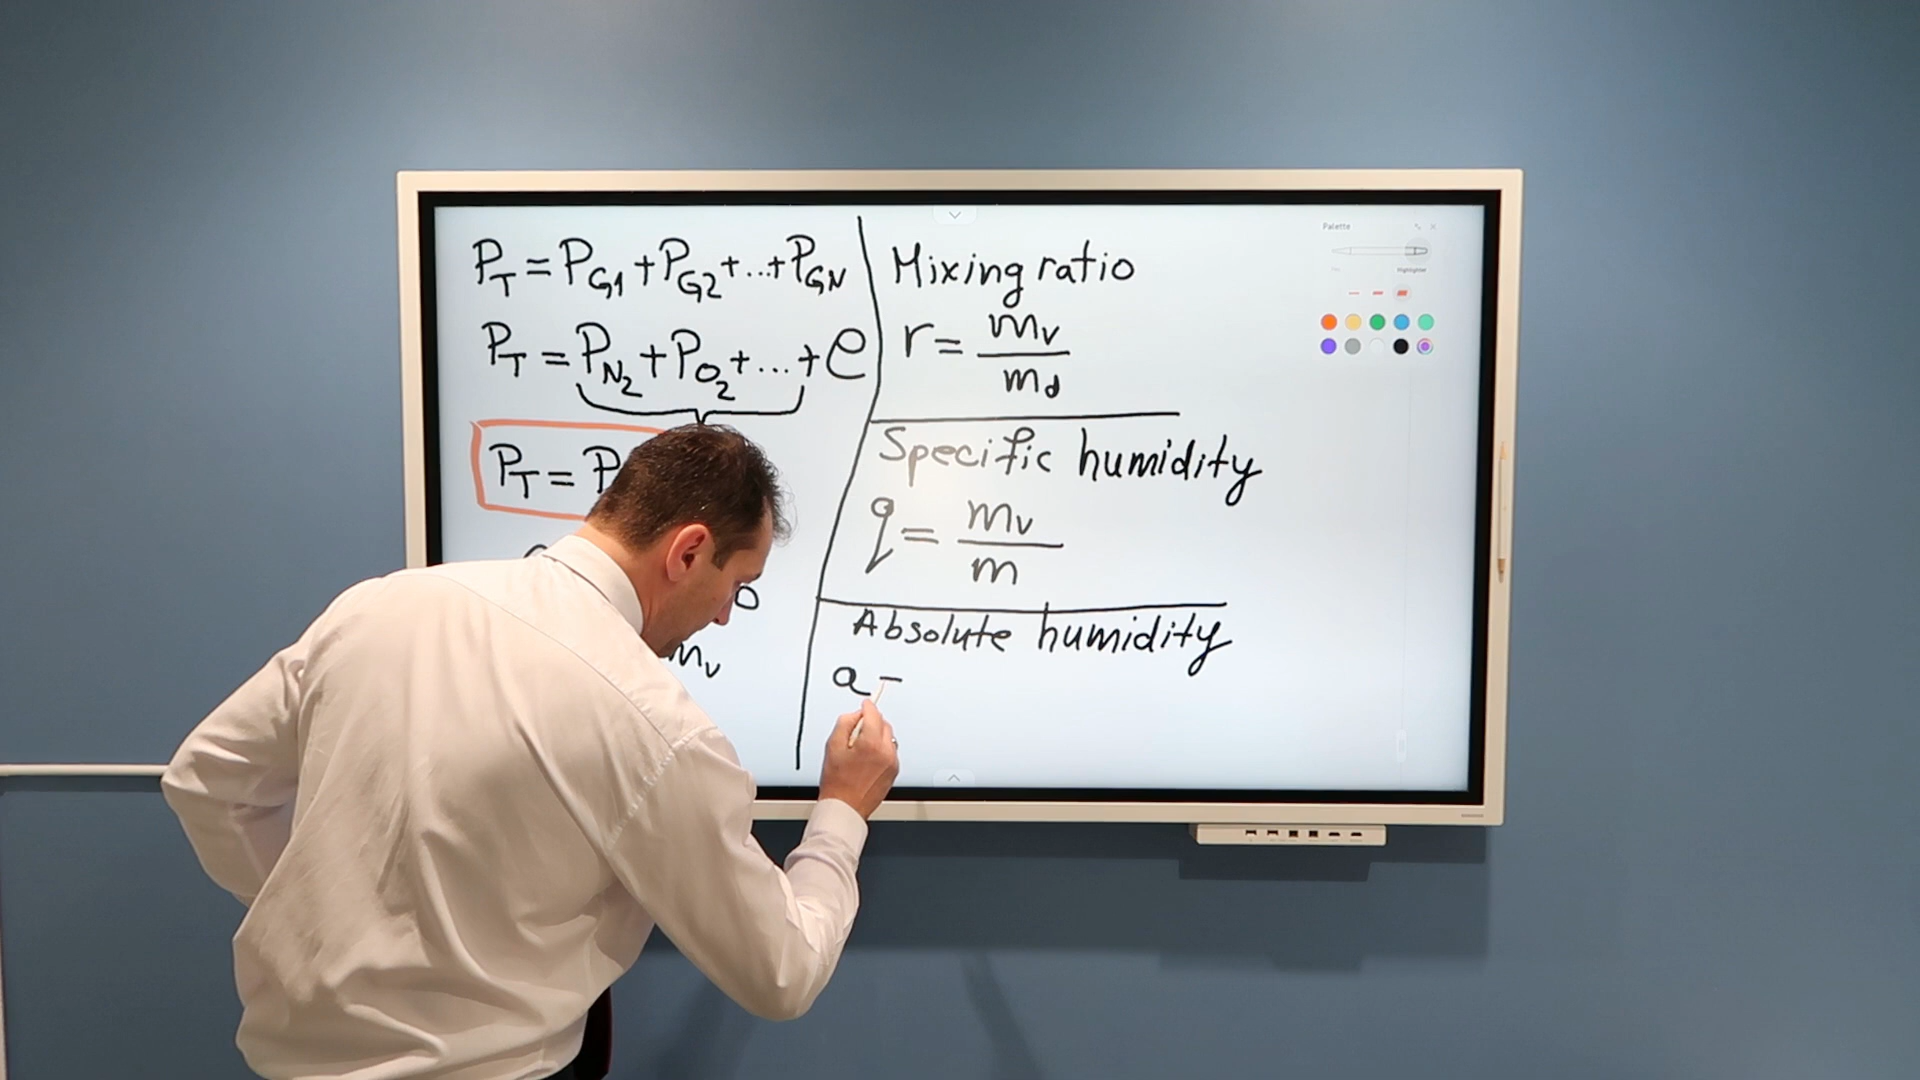 P_T = P_G1 + P_G2 + ... + P_GN
P_T = P_N2 + P_O2 + ... + e
P_T = P
m_v
Mixing ratio
r = m_v / m_d
Specific humidity
q = m_v / m
Absolute humidity
a -
Palette
Highlighter